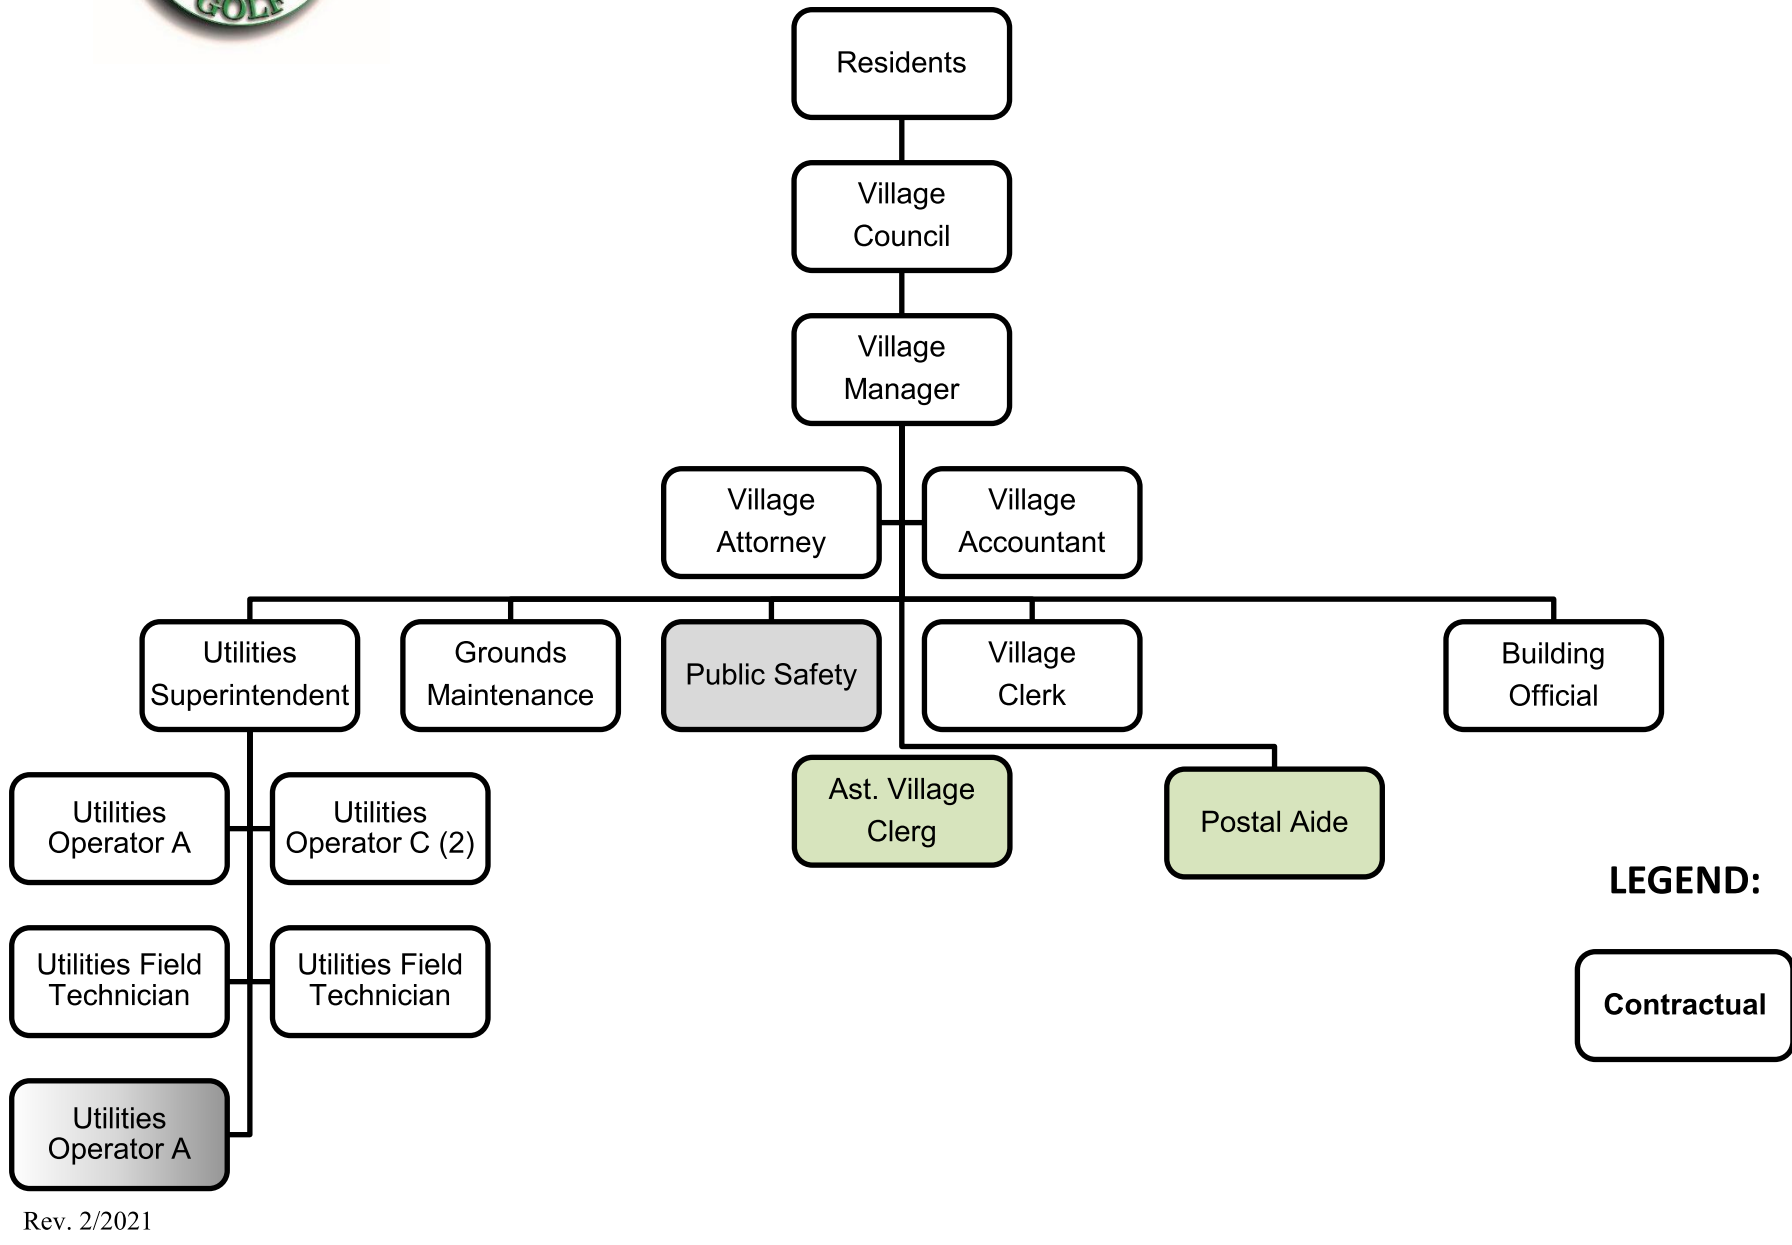 GOLF
Residents
Village
Council
Village
Manager
Village
Attorney
Village
Accountant
Utilities
Superintendent
Grounds
Maintenance
Public Safety
Village
Clerk
Building
Official
Utilities
Operator A
Utilities
Operator C (2)
Ast. Village
Clerg
Postal Aide
LEGEND:
Utilities Field
Technician
Utilities Field
Technician
Contractual
Utilities
Operator A
Rev. 2/2021